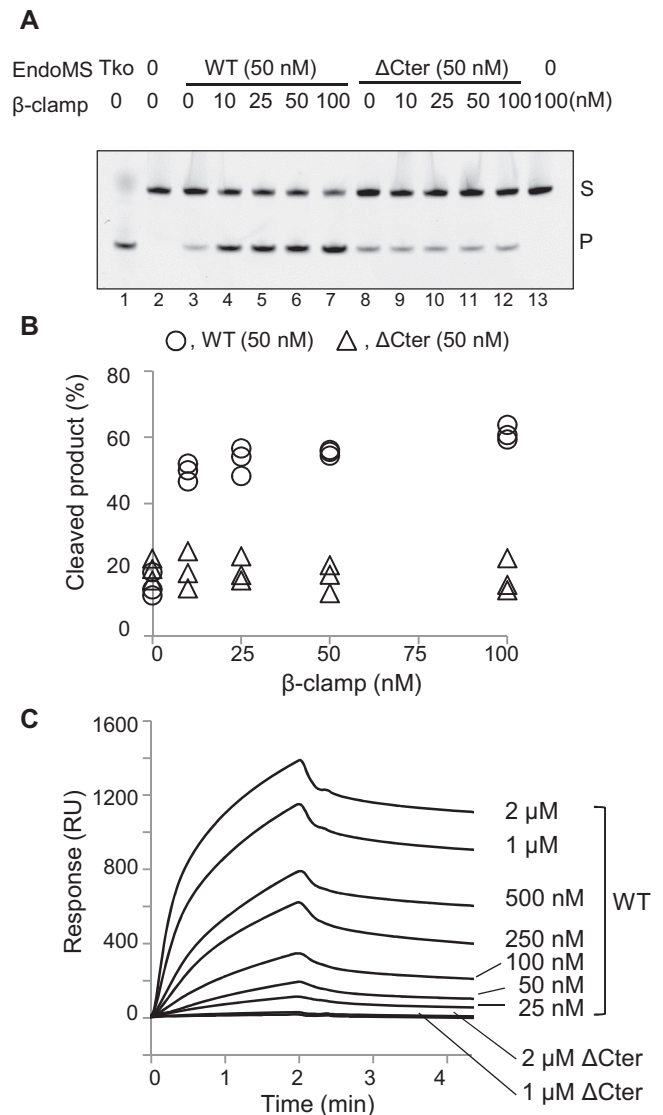 A
EndoMS Tko 0 WT (50 nM) ΔCter (50 nM) 0
β-clamp 0 0 0 10 25 50 100 0 10 25 50 100 100(nM)
S
P
1 2 3 4 5 6 7 8 9 10 11 12 13
B
○, WT (50 nM) △, ΔCter (50 nM)
Cleaved product (%)
80
60
40
20
0
0 25 50 75 100
β-clamp (nM)
C
Response (RU)
1600
1200
800
400
0
2 µM
1 µM
500 nM
250 nM
100 nM
50 nM
25 nM
WT
2 µM ΔCter
1 µM ΔCter
0 1 2 3 4
Time (min)